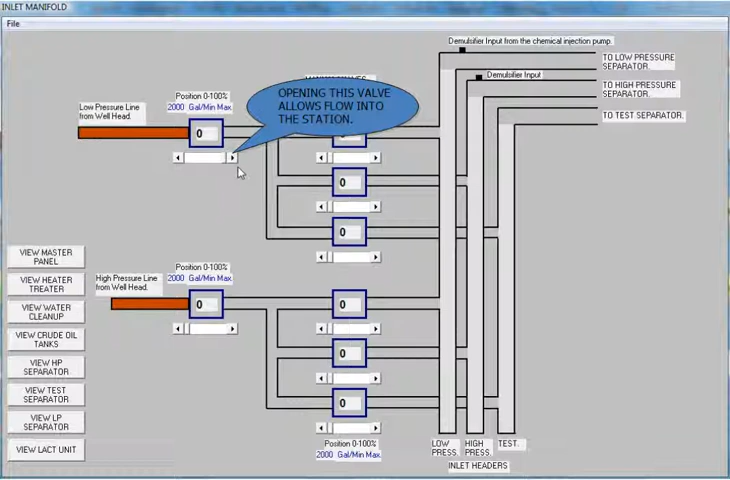 INLET MANIFOLD
File
Demulsifier Input from the chemical injection pump.
TO LOW PRESSURE
SEPARATOR.
Demulsifier Input
TO HIGH PRESSURE
SEPARATOR.
TO TEST SEPARATOR.
Position 0-100%
2000 Gal/Min Max.
Low Pressure Line
from Well Head.
OPENING THIS VALVE
ALLOWS FLOW INTO
THE STATION.
0
0
0
0
VIEW MASTER
PANEL
VIEW HEATER
TREATER
VIEW WATER
CLEANUP
VIEW CRUDE OIL
TANKS
VIEW HP
SEPARATOR
VIEW TEST
SEPARATOR
VIEW LP
SEPARATOR
VIEW LACT UNIT
Position 0-100%
2000 Gal/Min Max.
High Pressure Line
from Well Head.
0
0
0
0
Position 0-100%
2000 Gal/Min Max.
LOW
PRESS.
HIGH
PRESS.
TEST.
INLET HEADERS